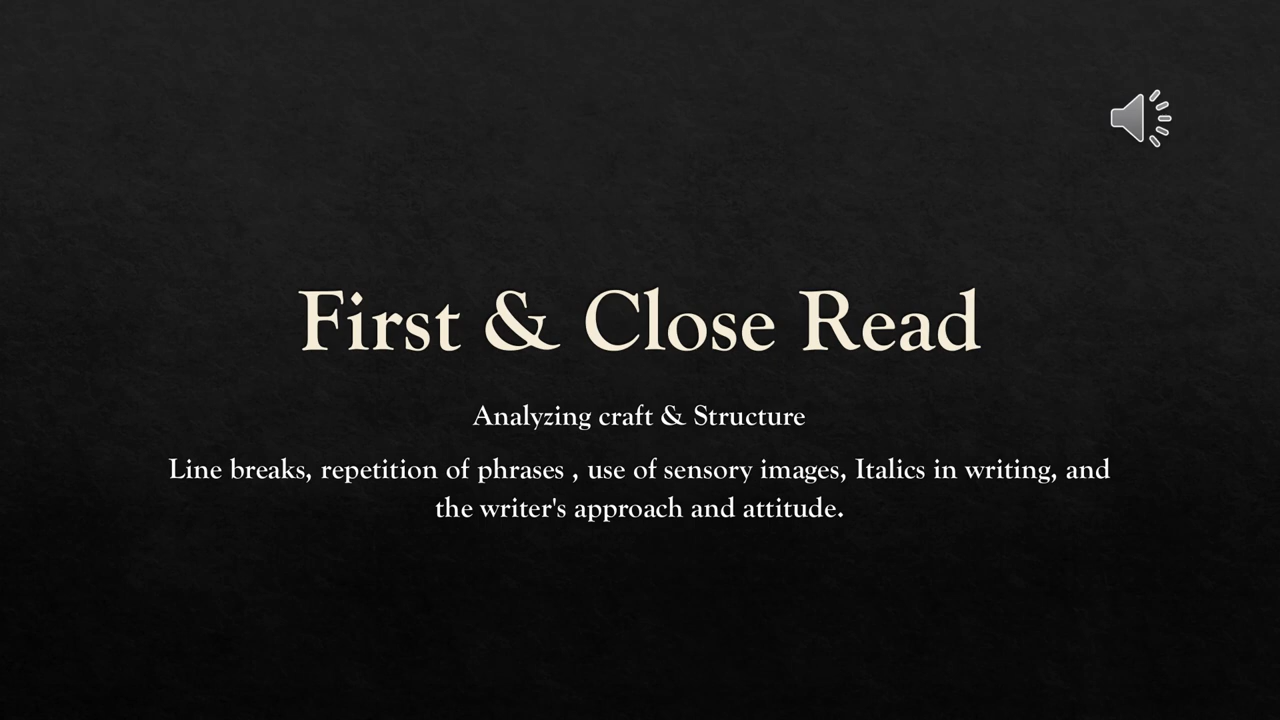 First & Close Read
Analyzing craft & Structure
Line breaks, repetition of phrases , use of sensory images, Italics in writing, and
the writer's approach and attitude.